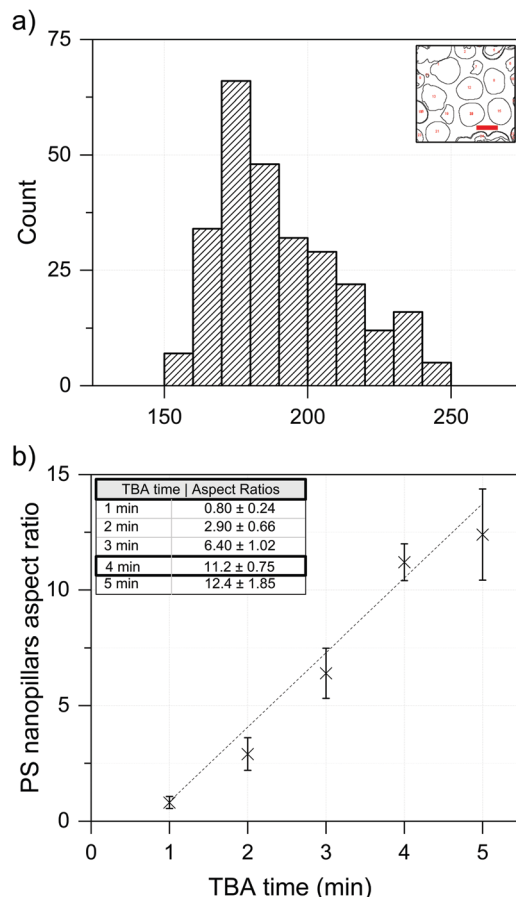 a)
75
50
25
0
Count
150 200 250
b)
15
10
5
0
PS nanopillars aspect ratio
TBA time | Aspect Ratios
1 min 0.80 ± 0.24
2 min 2.90 ± 0.66
3 min 6.40 ± 1.02
4 min 11.2 ± 0.75
5 min 12.4 ± 1.85
0 1 2 3 4 5
TBA time (min)